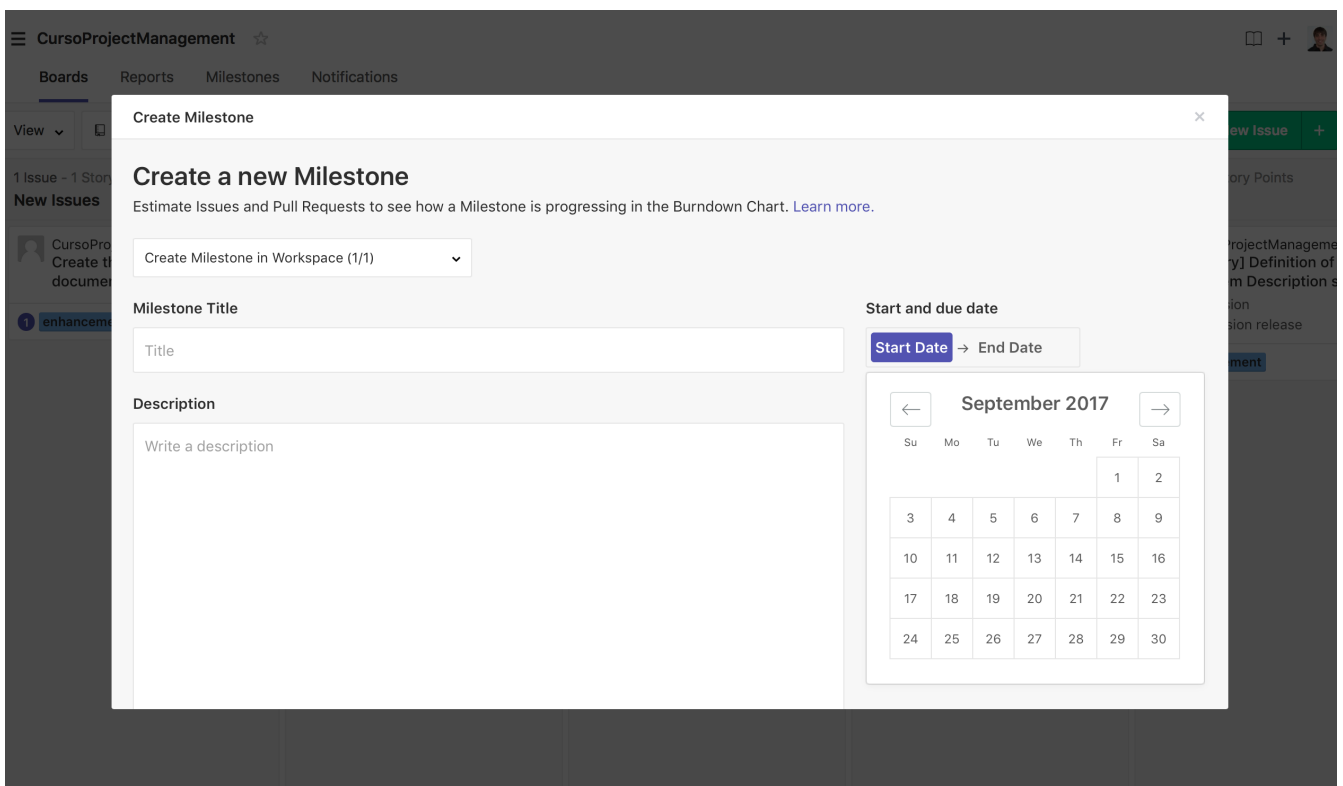 CursoProjectManagement
Boards Reports Milestones Notifications
View
ew Issue +
1 Issue - 1 Story
New Issues
ory Points
CursoPro
Create th
documen
1 enhanceme
ProjectManageme
ry] Definition of
m Description s
sion
sion release
ement
Create Milestone ×
Create a new Milestone
Estimate Issues and Pull Requests to see how a Milestone is progressing in the Burndown Chart. Learn more.
Create Milestone in Workspace (1/1)
Milestone Title
Title
Description
Write a description
Start and due date
Start Date → End Date
← September 2017 →
Su Mo Tu We Th Fr Sa
1 2
3 4 5 6 7 8 9
10 11 12 13 14 15 16
17 18 19 20 21 22 23
24 25 26 27 28 29 30